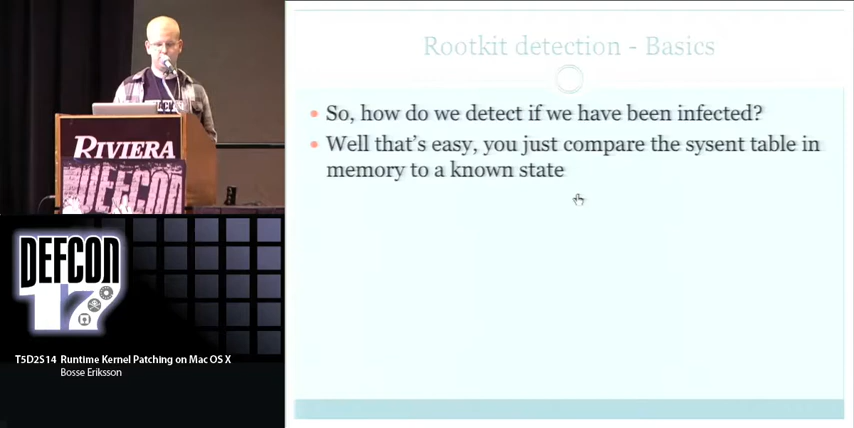 Rootkit detection - Basics
• So, how do we detect if we have been infected?
• Well that's easy, you just compare the sysent table in
memory to a known state
RIVIERA
DEFCON
DEFCON
17
T5D2S14 Runtime Kernel Patching on Mac OS X
Bosse Eriksson